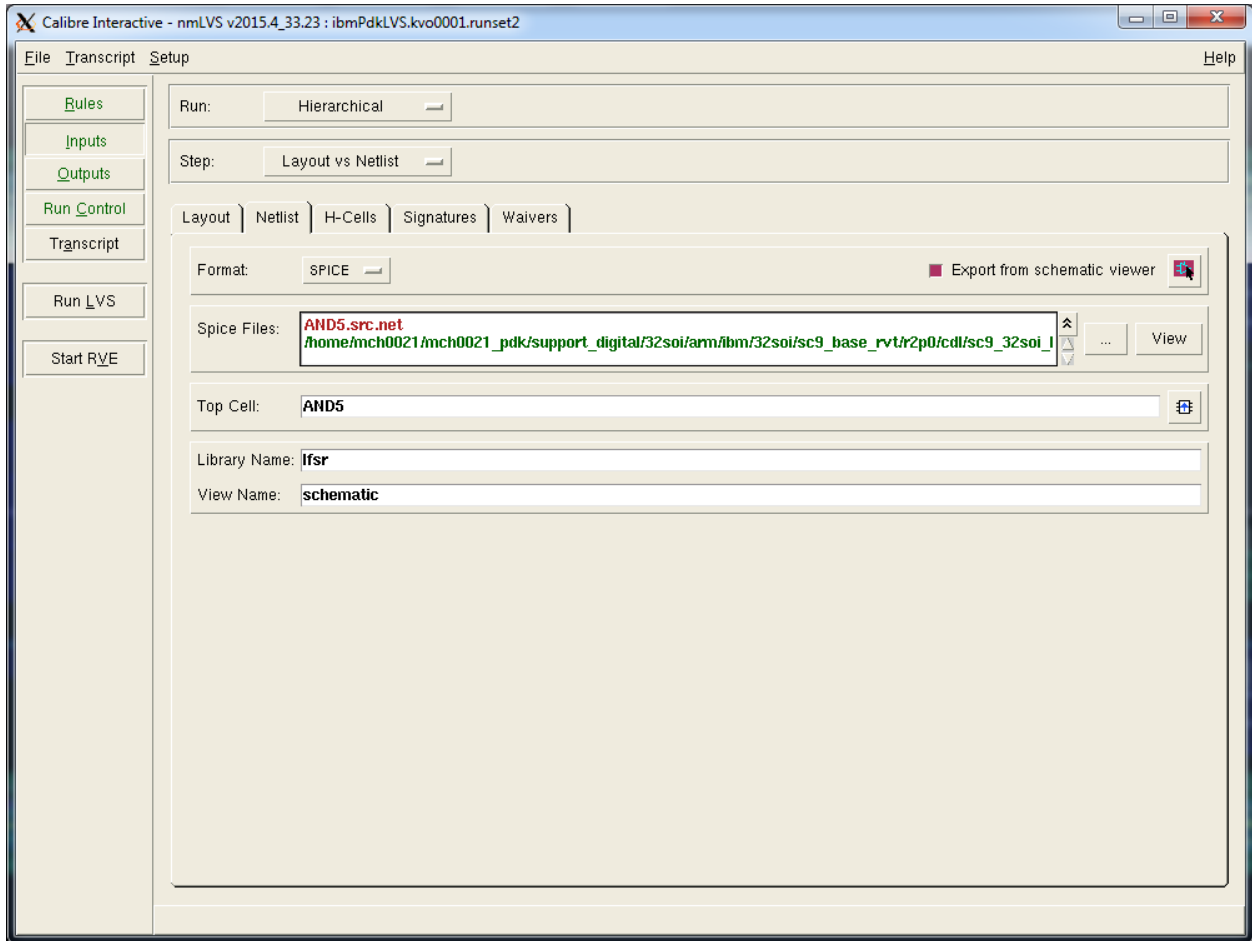 Calibre Interactive - nmLVS v2015.4_33.23 : ibmPdkLVS.kvo0001.runset2
File Transcript Setup Help
Rules
Inputs
Outputs
Run Control
Transcript
Run LVS
Start RVE
Run: Hierarchical
Step: Layout vs Netlist
Layout Netlist H-Cells Signatures Waivers
Format: SPICE Export from schematic viewer
Spice Files: AND5.src.net
/home/mch0021/mch0021_pdk/support_digital/32soi/arm/ibm/32soi/sc9_base_rvt/r2p0/cdl/sc9_32soi_l
... View
Top Cell: AND5
Library Name: lfsr
View Name: schematic